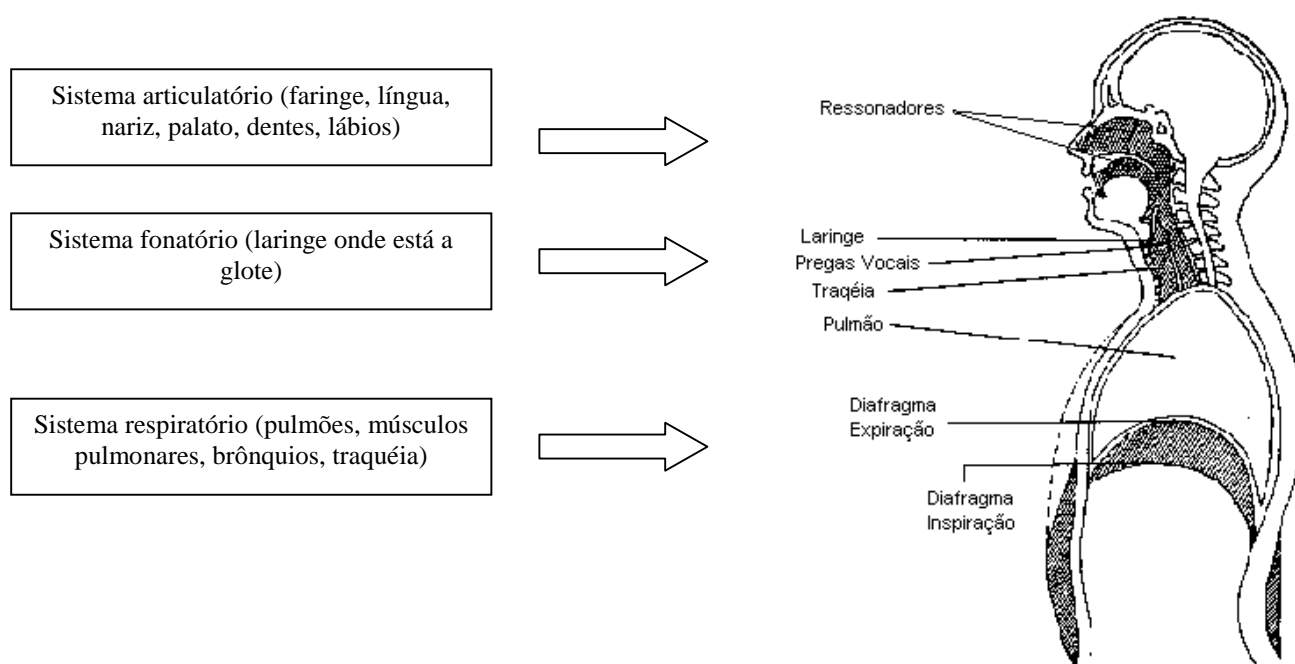 Sistema articulatório (faringe, língua,
nariz, palato, dentes, lábios)
Sistema fonatório (laringe onde está a
glote)
Sistema respiratório (pulmões, músculos
pulmonares, brônquios, traquéia)
Ressonadores
Laringe
Pregas Vocais
Traqéia
Pulmão
Diafragma
Expiração
Diafragma
Inspiração